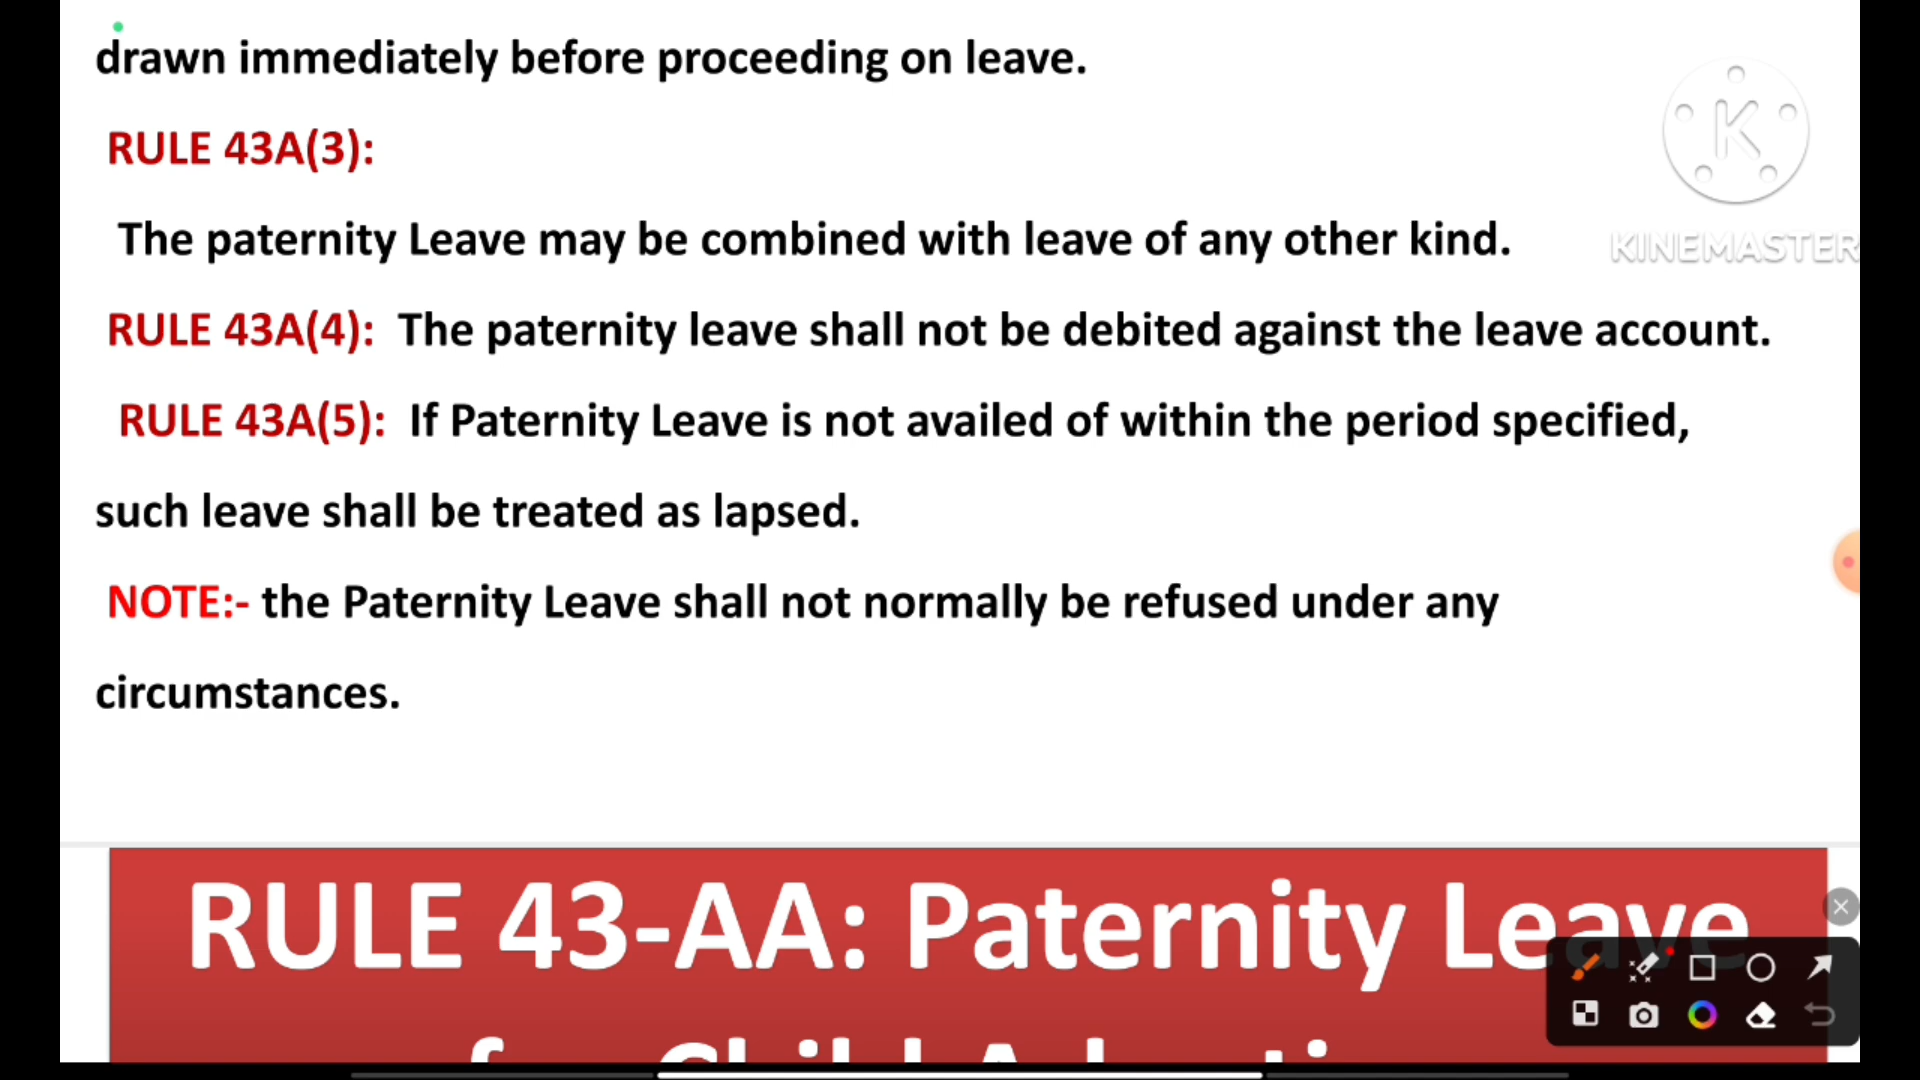 drawn immediately before proceeding on leave.
RULE 43A(3):
The paternity Leave may be combined with leave of any other kind.
KINEMASTER
RULE 43A(4): The paternity leave shall not be debited against the leave account.
RULE 43A(5): If Paternity Leave is not availed of within the period specified,
such leave shall be treated as lapsed.
NOTE:- the Paternity Leave shall not normally be refused under any
circumstances.
RULE 43-AA: Paternity Leave